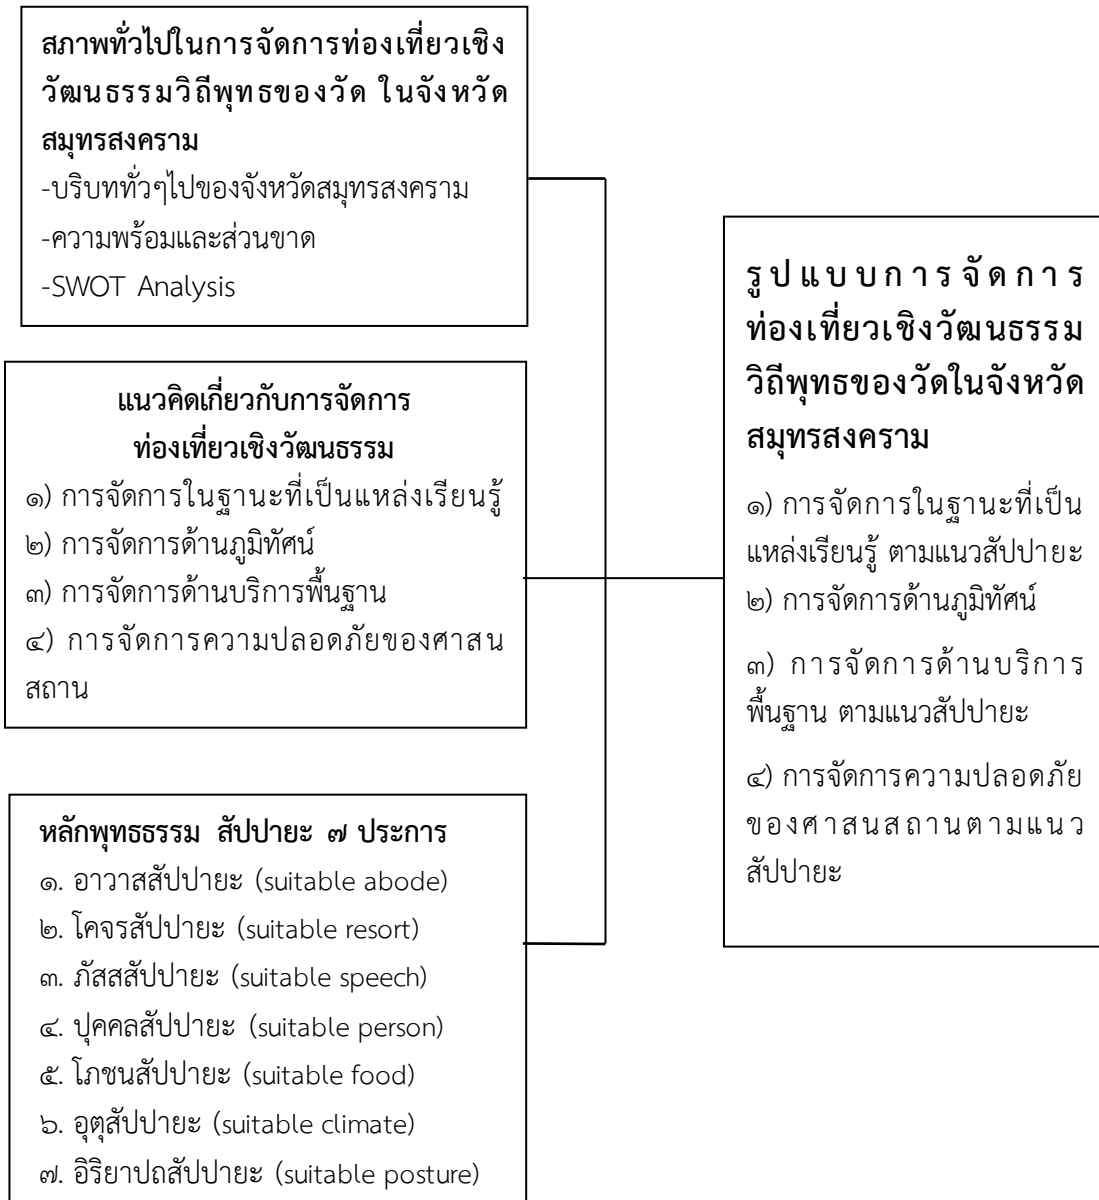 สภาพทั่วไปในการจัดการท่องเที่ยวเชิง
วัฒนธรรมวิถีพุทธของวัด ในจังหวัด
สมุทรสงคราม
-บริบททั่วๆไปของจังหวัดสมุทรสงคราม
-ความพร้อมและส่วนขาด
-SWOT Analysis
แนวคิดเกี่ยวกับการจัดการ
ท่องเที่ยวเชิงวัฒนธรรม
๑) การจัดการในฐานะที่เป็นแหล่งเรียนรู้
๒) การจัดการด้านภูมิทัศน์
๓) การจัดการด้านบริการพื้นฐาน
๔) การจัดการความปลอดภัยของศาสน
สถาน
หลักพุทธธรรม สัปปายะ ๗ ประการ
๑. อาวาสสัปปายะ (suitable abode)
๒. โคจรสัปปายะ (suitable resort)
๓. ภัสสสัปปายะ (suitable speech)
๔. ปุคคลสัปปายะ (suitable person)
๕. โภชนสัปปายะ (suitable food)
๖. อุตุสัปปายะ (suitable climate)
๗. อิริยาปถสัปปายะ (suitable posture)
รูปแบบการจัดการ
ท่องเที่ยวเชิงวัฒนธรรม
วิถีพุทธของวัดในจังหวัด
สมุทรสงคราม
๑) การจัดการในฐานะที่เป็น
แหล่งเรียนรู้ ตามแนวสัปปายะ
๒) การจัดการด้านภูมิทัศน์
๓) การจัดการด้านบริการ
พื้นฐาน ตามแนวสัปปายะ
๔) การจัดการความปลอดภัย
ของศาสนสถานตามแนว
สัปปายะ